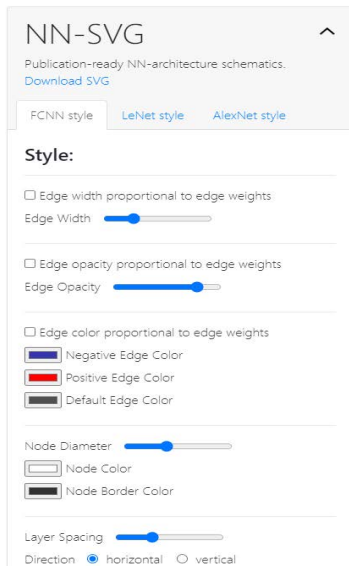 NN-SVG
Publication-ready NN-architecture schematics.
Download SVG
FCNN style LeNet style AlexNet style
Style:
Edge width proportional to edge weights
Edge Width
Edge opacity proportional to edge weights
Edge Opacity
Edge color proportional to edge weights
Negative Edge Color
Positive Edge Color
Default Edge Color
Node Diameter
Node Color
Node Border Color
Layer Spacing
Direction horizontal vertical